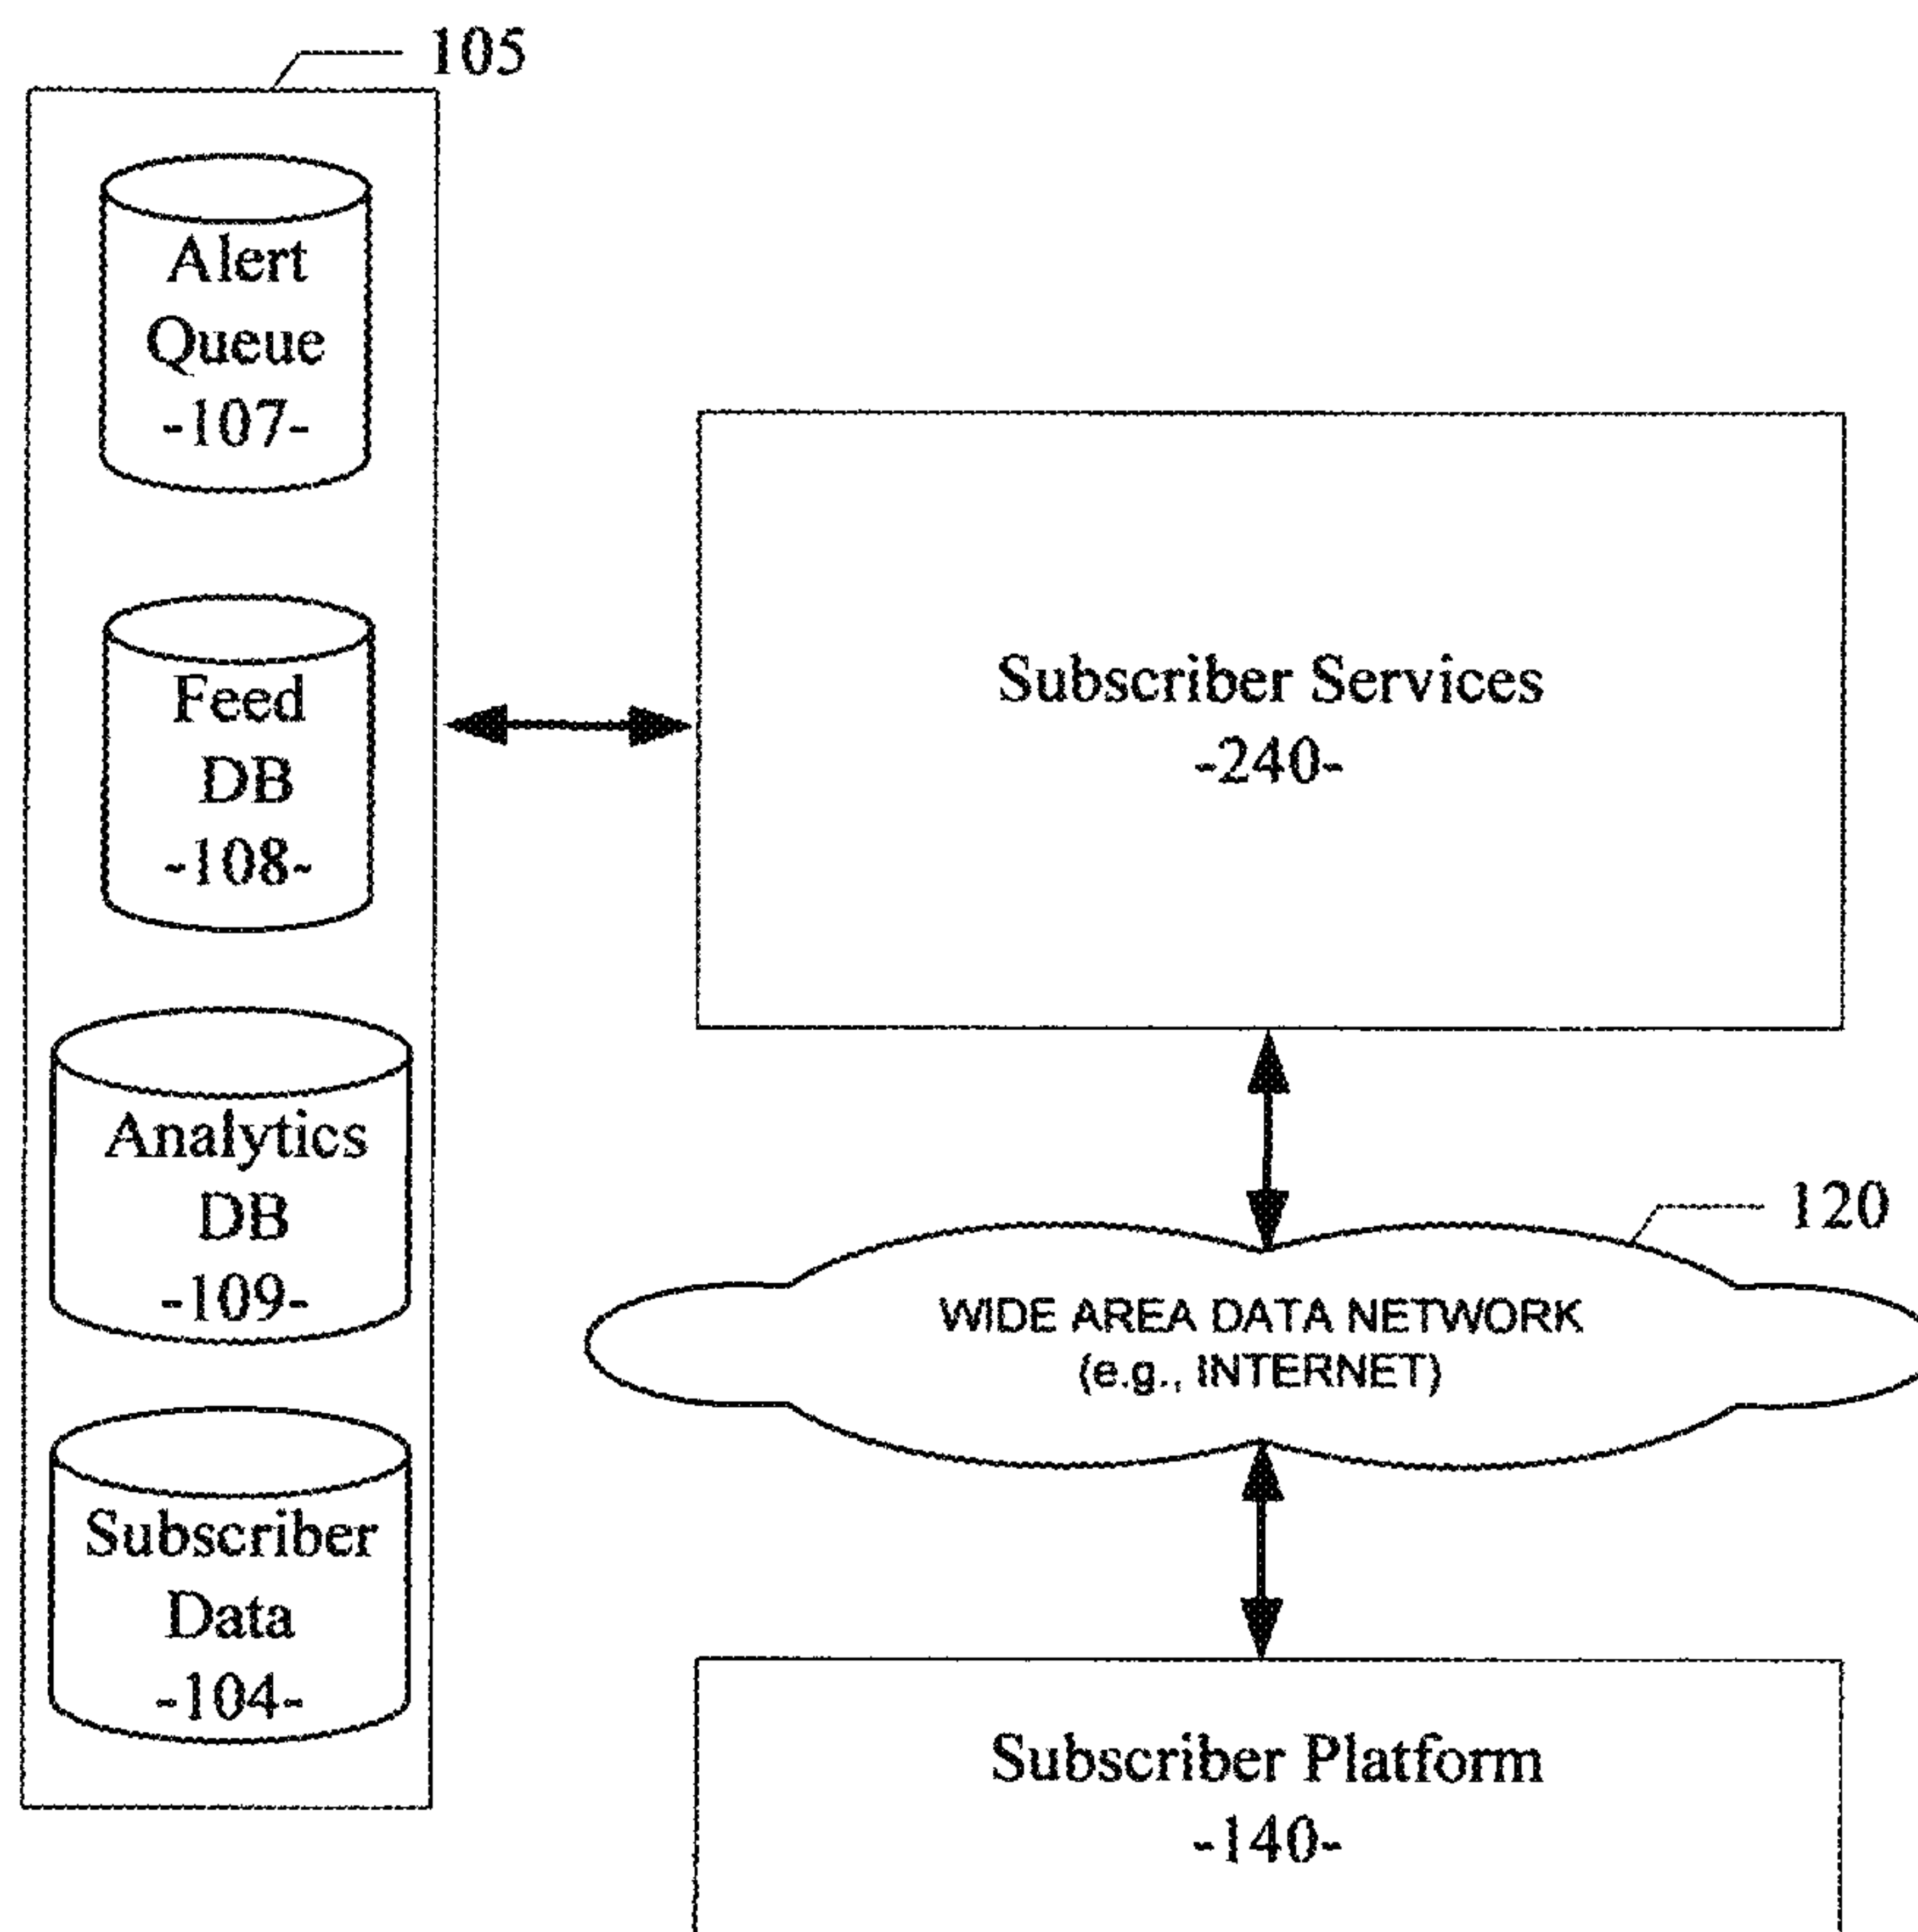 105
Alert
Queue
-107-
Feed
DB
-108-
Analytics
DB
-109-
Subscriber
Data
-104-
Subscriber Services
-240-
120
WIDE AREA DATA NETWORK
(e.g., INTERNET)
Subscriber Platform
-140-